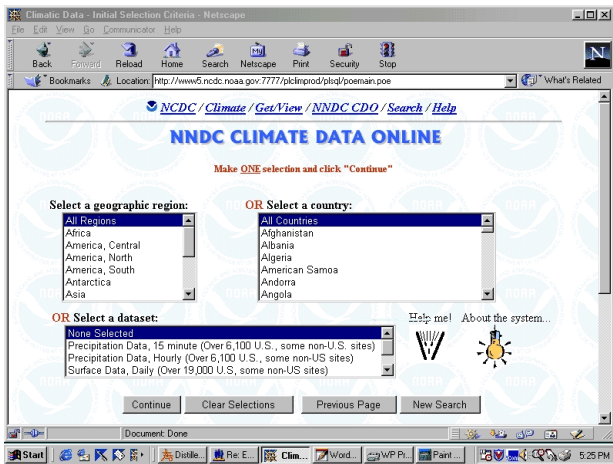 Climatic Data - Initial Selection Criteria - Netscape
File Edit View Go Communicator Help
Back Forward Reload Home Search Netscape Print Security Stop
N
Bookmarks Location: http://www5.ncdc.noaa.gov:7777/plclimprod/plsql/poemain.poe What's Related
NCDC / Climate / Get/View / NNDC CDO / Search / Help
NNDC CLIMATE DATA ONLINE
Make ONE selection and click "Continue"
Select a geographic region:
All Regions
Africa
America, Central
America, North
America, South
Antarctica
Asia
OR Select a country:
All Countries
Afghanistan
Albania
Algeria
American Samoa
Andorra
Angola
OR Select a dataset:
None Selected
Precipitation Data, 15 minute (Over 6,100 U.S., some non-U.S. sites)
Precipitation Data, Hourly (Over 6,100 U.S., some non-US sites)
Surface Data, Daily (Over 19,000 U.S, some non-US sites)
Help me! About the system...
Continue Clear Selections Previous Page New Search
Document: Done
Start Distille... Re: E... Clim... Word... WP Pr... Paint ... 5:25 PM